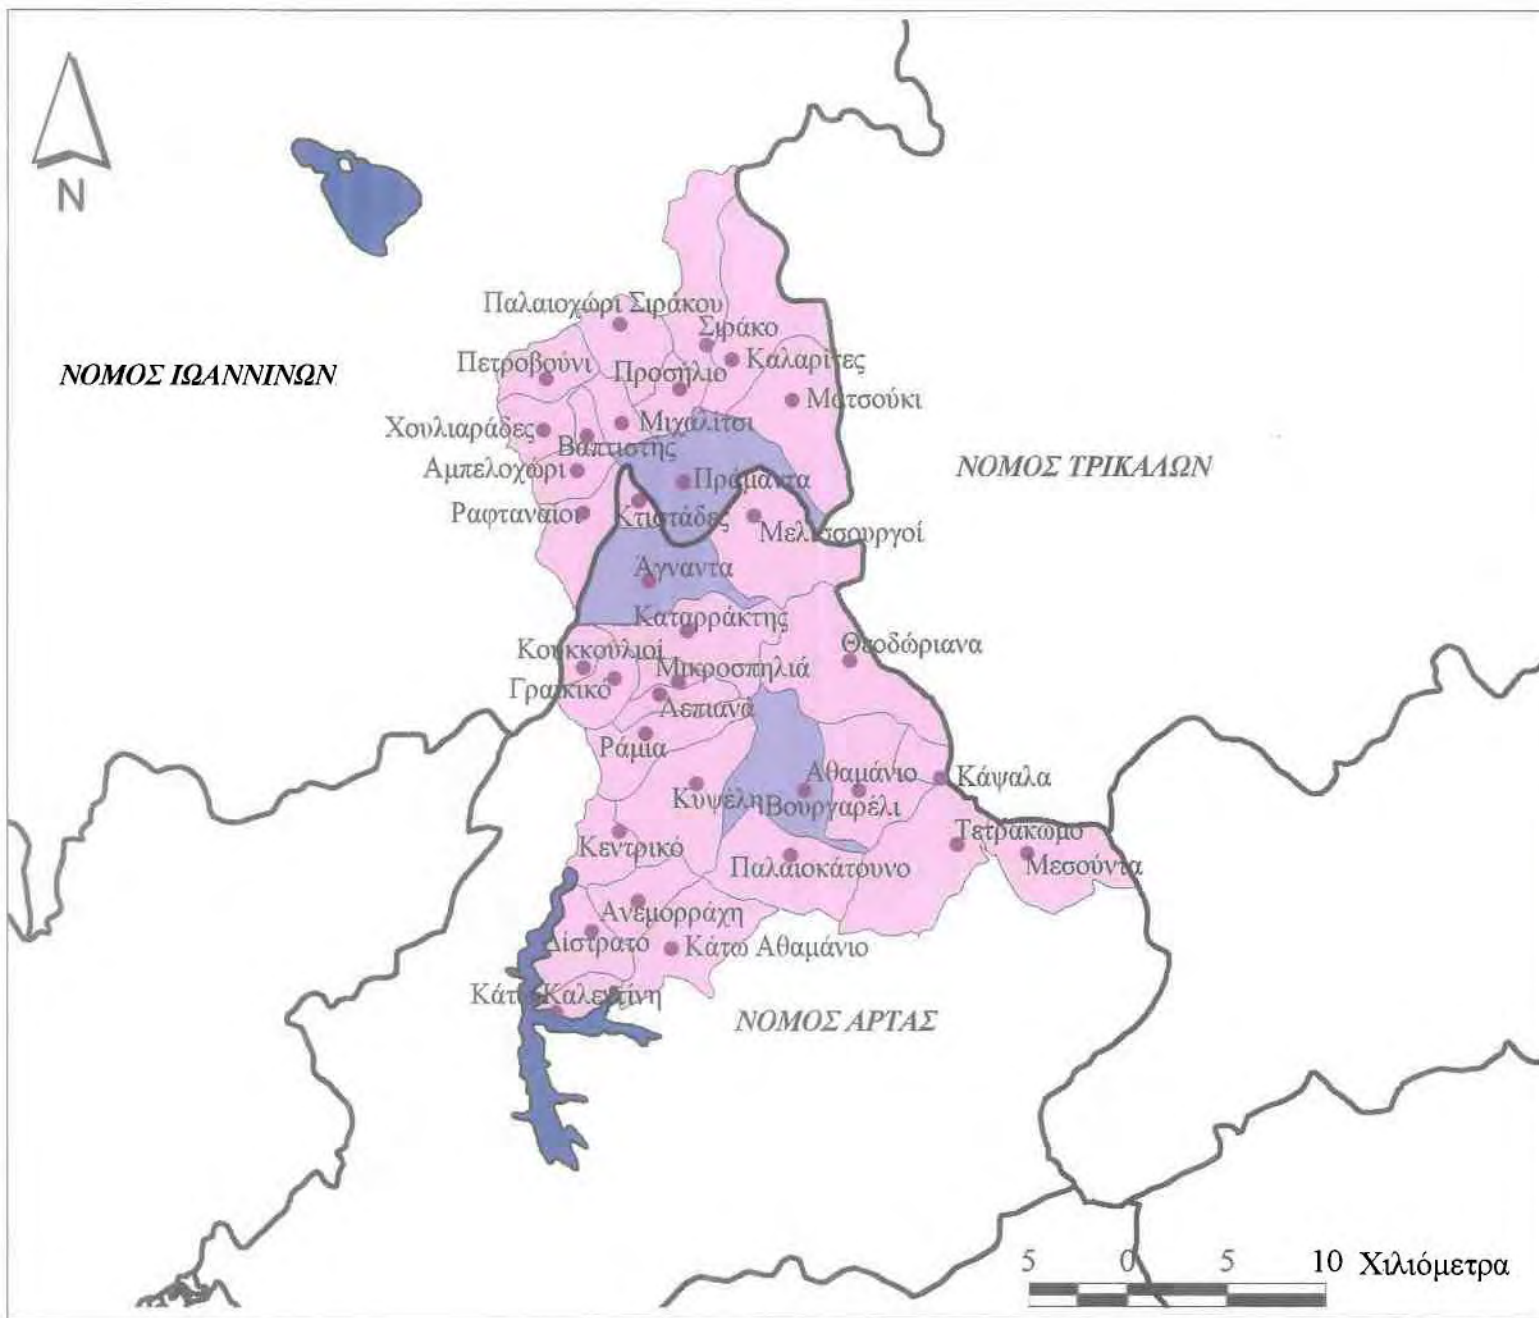 N
Παλαιοχώρι Σιράκου
Σιράκο
ΝΟΜΟΣ ΙΩΑΝΝΙΝΩΝ
Πετροβούνι
Προσήλιο
Καλαρίτες
Ματσούκι
Χουλιαράδες
Μιχαλίτσι
Βαπτιστής
Αμπελοχώρι
ΝΟΜΟΣ ΤΡΙΚΑΛΩΝ
Πράμαντα
Ραφταναίοι
Κτιστάδες
Μελισσουργοί
Άγναντα
Καταρράκτης
Θεοδώριανα
Κουκκούλιοι
Μικροσπηλιά
Γραικικό
Λεπιανά
Ράμια
Αθαμάνιο
Κάψαλα
Κυψέλη
Βουργαρέλι
Τετράκωμο
Κεντρικό
Παλαιοκάτουνο
Μεσούντα
Ανεμορράχη
Δίστρατο
Κάτω Αθαμάνιο
Κάτω Καλεντίνη
ΝΟΜΟΣ ΑΡΤΑΣ
5 0 5 10 Χιλιόμετρα